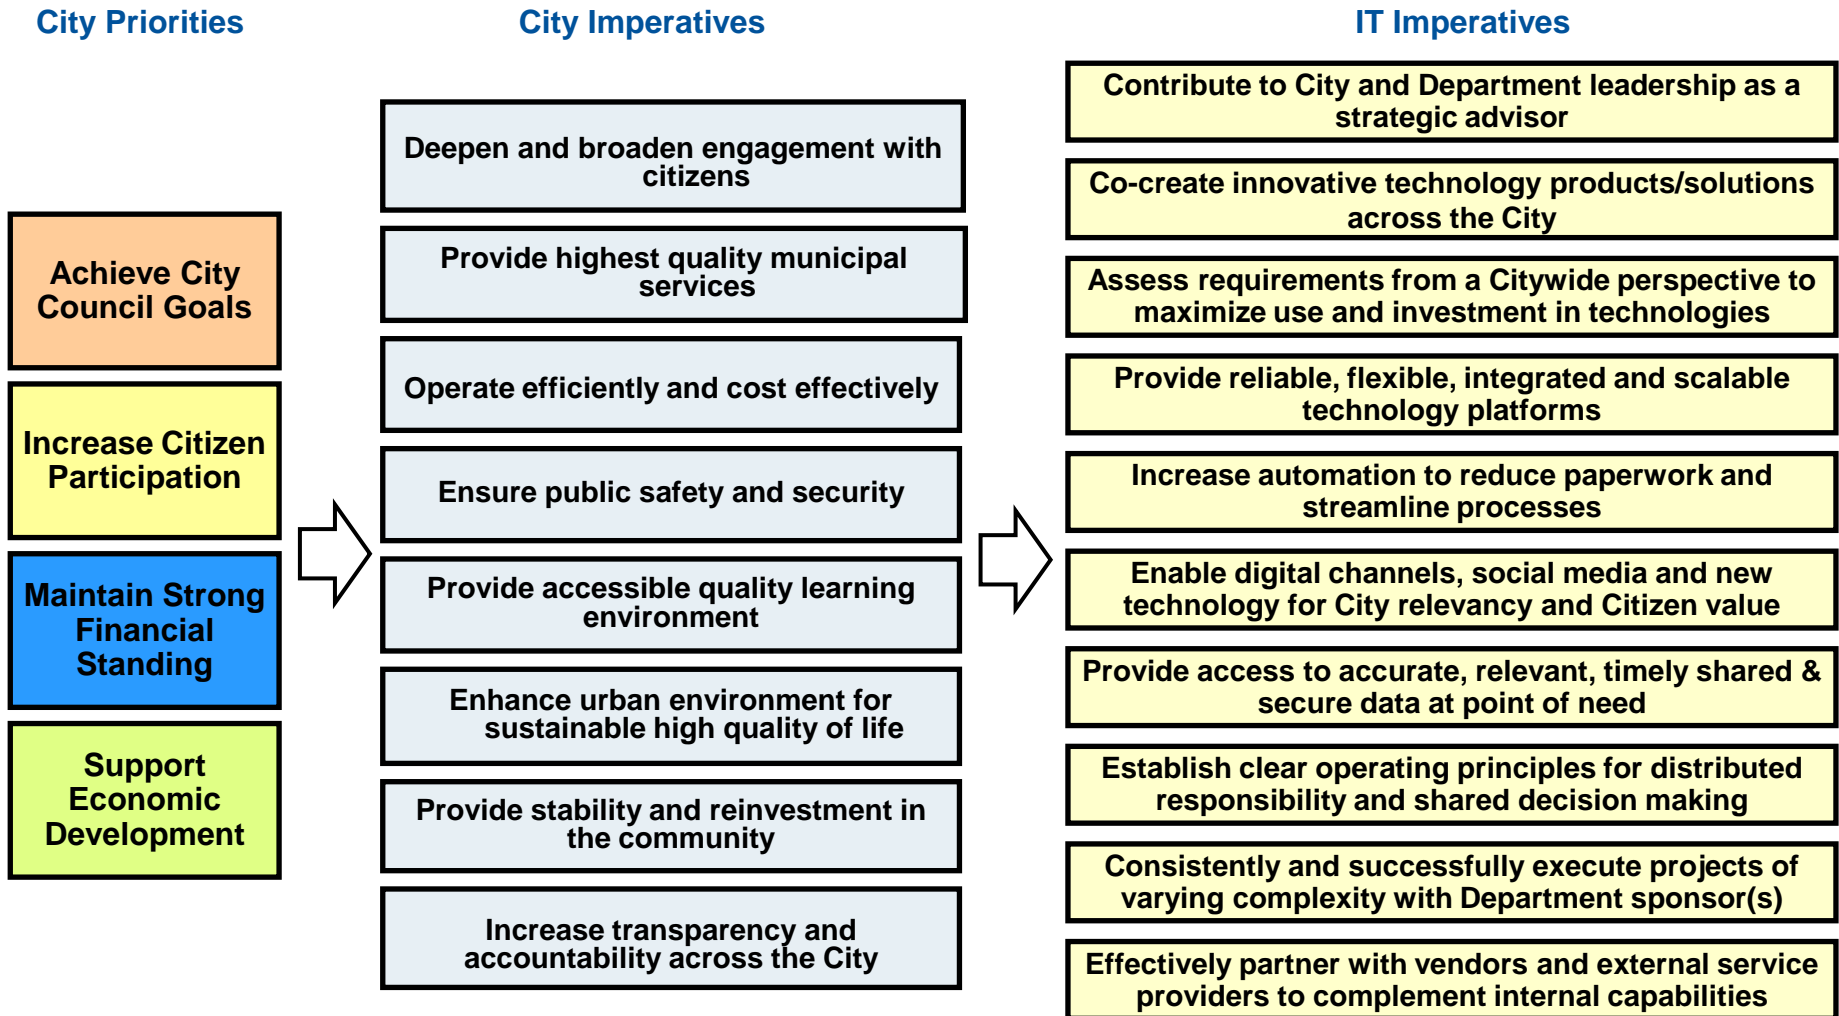 City Priorities
City Imperatives
IT Imperatives
Achieve City
Council Goals
Increase Citizen
Participation
Maintain Strong
Financial
Standing
Support
Economic
Development
Deepen and broaden engagement with
citizens
Provide highest quality municipal
services
Operate efficiently and cost effectively
Ensure public safety and security
Provide accessible quality learning
environment
Enhance urban environment for
sustainable high quality of life
Provide stability and reinvestment in
the community
Increase transparency and
accountability across the City
Contribute to City and Department leadership as a
strategic advisor
Co-create innovative technology products/solutions
across the City
Assess requirements from a Citywide perspective to
maximize use and investment in technologies
Provide reliable, flexible, integrated and scalable
technology platforms
Increase automation to reduce paperwork and
streamline processes
Enable digital channels, social media and new
technology for City relevancy and Citizen value
Provide access to accurate, relevant, timely shared &
secure data at point of need
Establish clear operating principles for distributed
responsibility and shared decision making
Consistently and successfully execute projects of
varying complexity with Department sponsor(s)
Effectively partner with vendors and external service
providers to complement internal capabilities